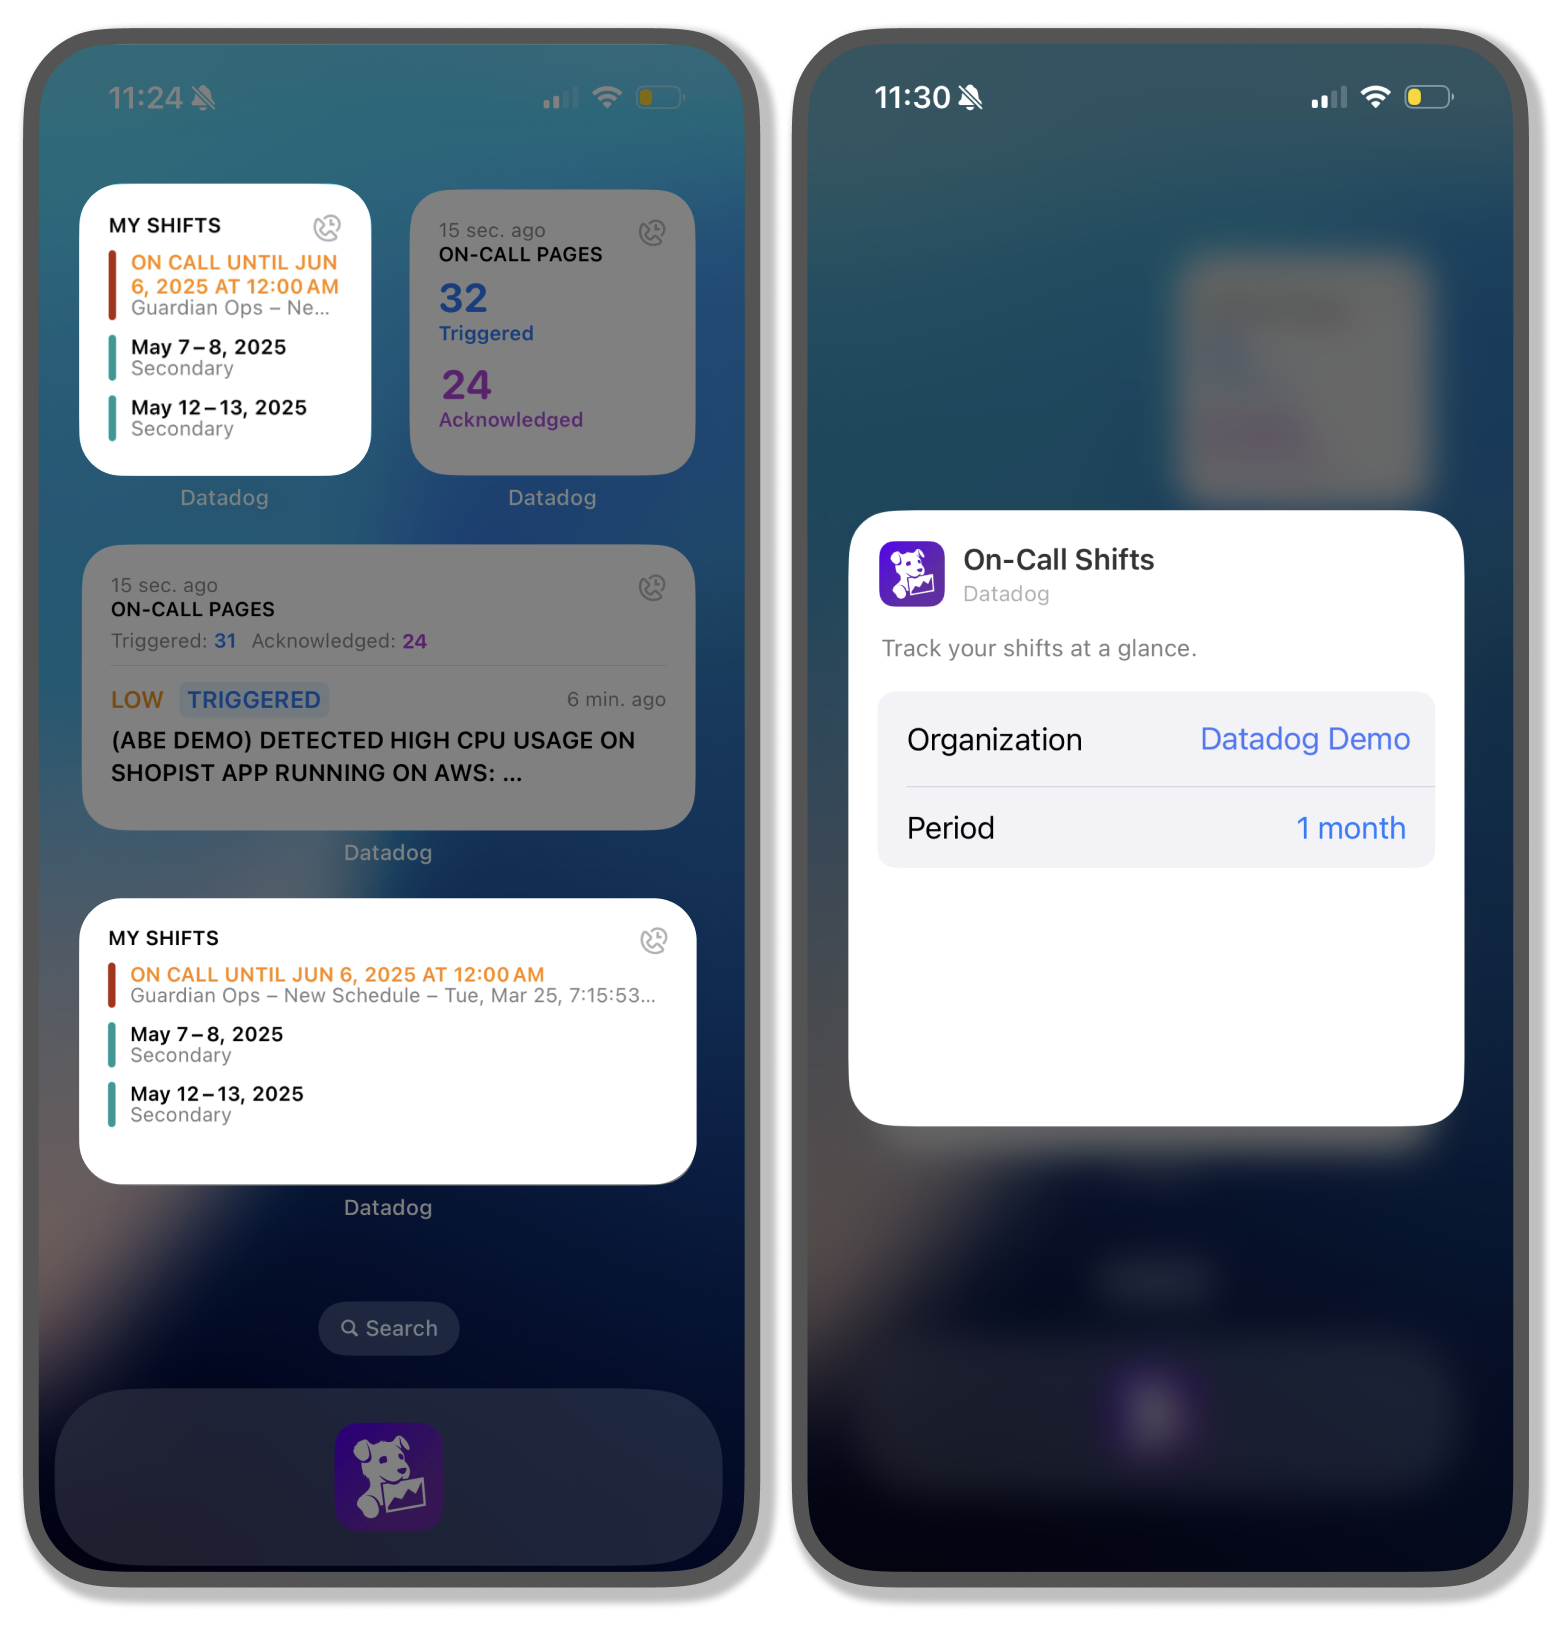 11:24
MY SHIFTS
ON CALL UNTIL JUN
6, 2025 AT 12:00 AM
Guardian Ops – Ne...
May 7–8, 2025
Secondary
May 12–13, 2025
Secondary
Datadog
15 sec. ago
ON-CALL PAGES
32
Triggered
24
Acknowledged
Datadog
15 sec. ago
ON-CALL PAGES
Triggered: 31 Acknowledged: 24
LOW TRIGGERED 6 min. ago
(ABE DEMO) DETECTED HIGH CPU USAGE ON
SHOPIST APP RUNNING ON AWS: ...
Datadog
MY SHIFTS
ON CALL UNTIL JUN 6, 2025 AT 12:00 AM
Guardian Ops – New Schedule – Tue, Mar 25, 7:15:53...
May 7–8, 2025
Secondary
May 12–13, 2025
Secondary
Datadog
Search
11:30
On-Call Shifts
Datadog
Track your shifts at a glance.
Organization Datadog Demo
Period 1 month